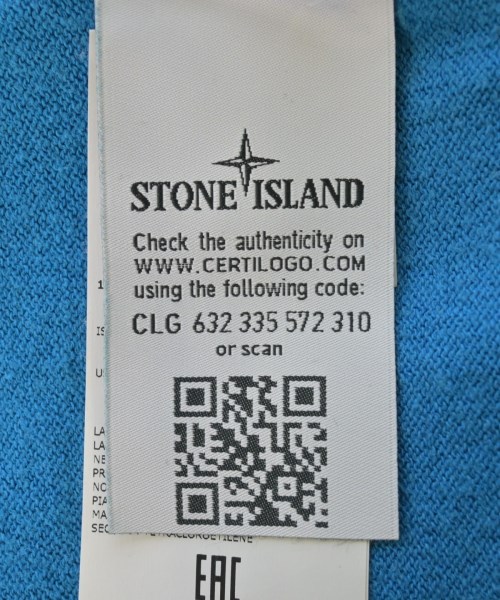 STONE ISLAND
Check the authenticity on
WWW.CERTILOGO.COM
using the following code:
CLG 632 335 572 310
or scan
EAC